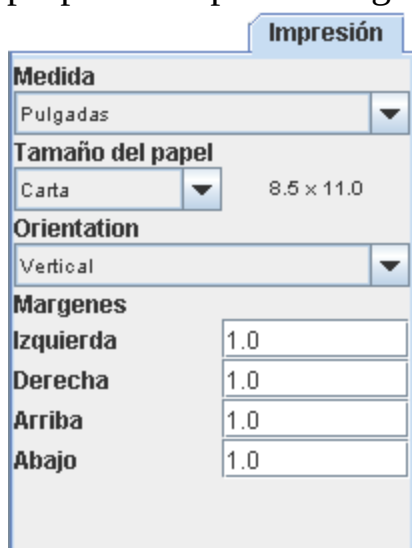 Impresión
Medida
Pulgadas
Tamaño del papel
Carta 8.5 x 11.0
Orientation
Vertical
Margenes
Izquierda 1.0
Derecha 1.0
Arriba 1.0
Abajo 1.0